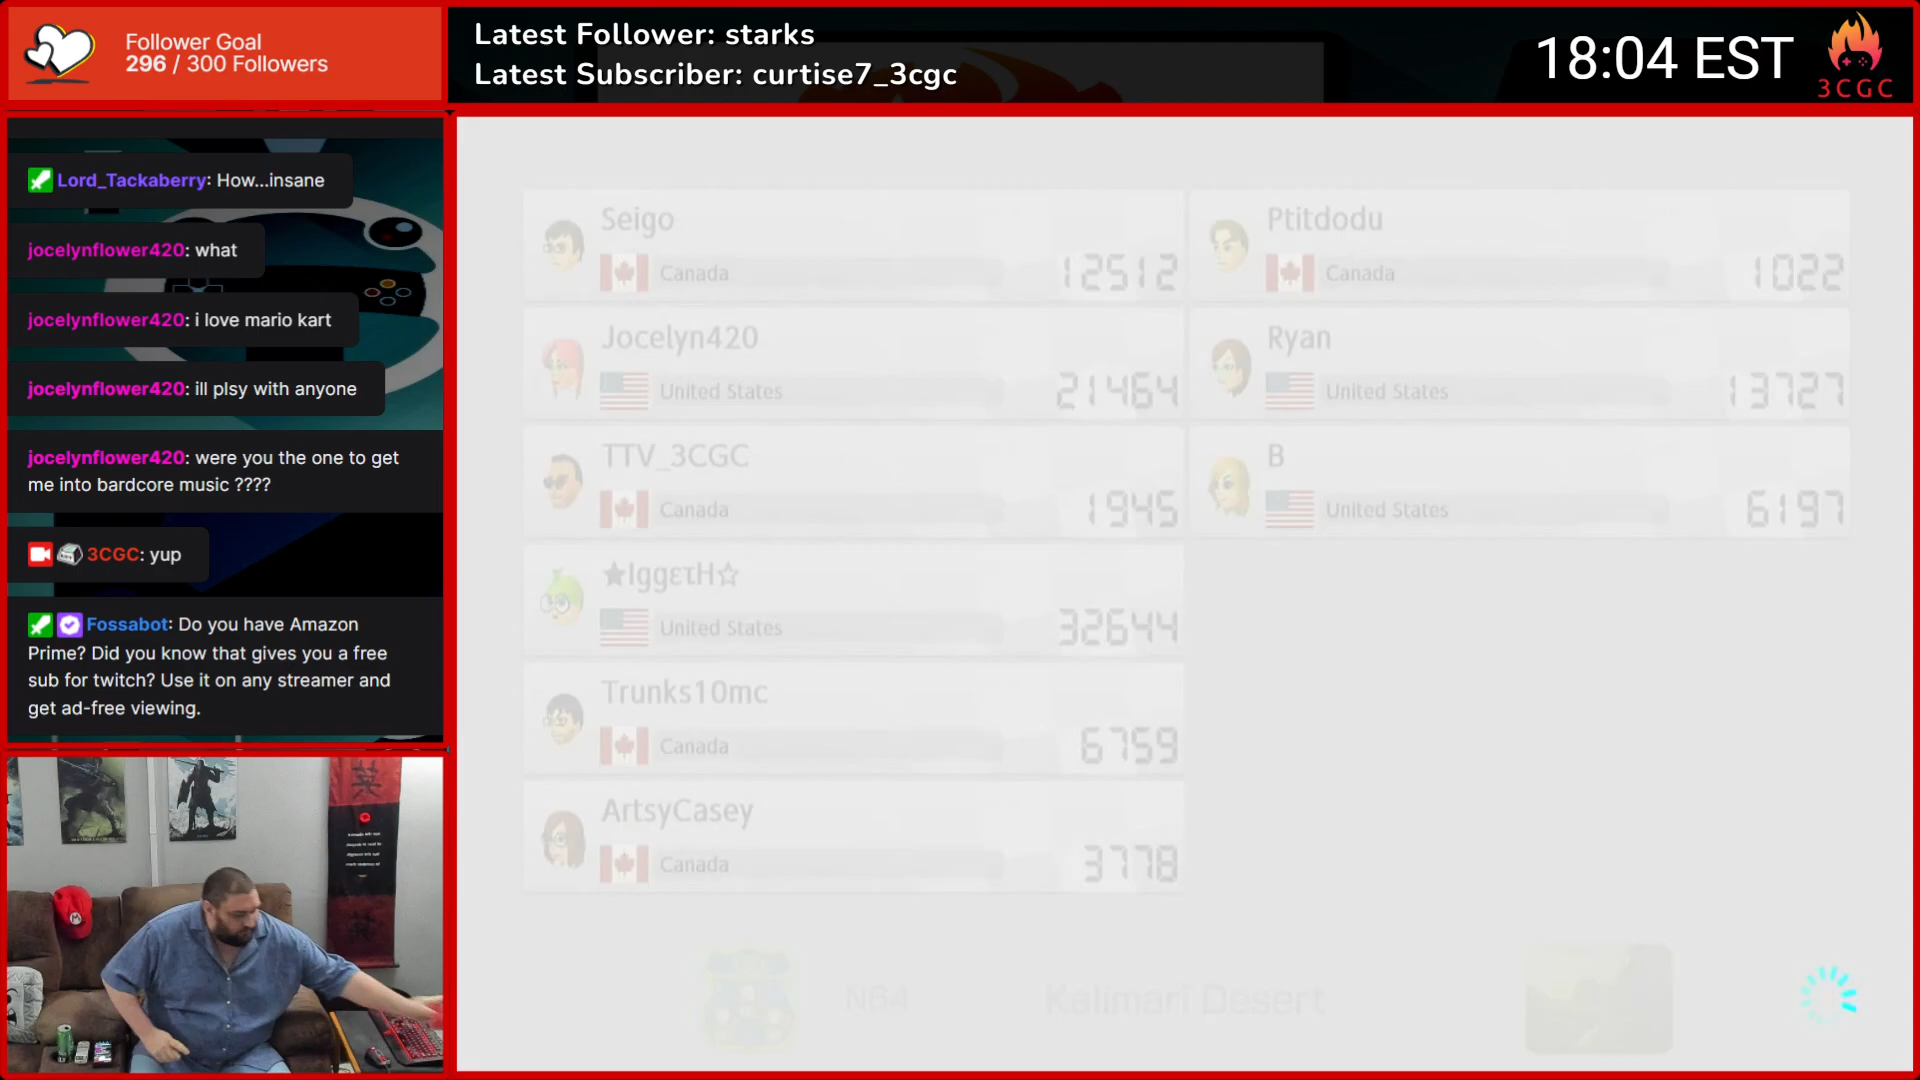 Follower Goal
296 / 300 Followers
Latest Follower: starks
Latest Subscriber: curtise7_3cgc
18:04 EST
3CGC
Lord_Tackaberry: How...insane
jocelynflower420: what
jocelynflower420: i love mario kart
jocelynflower420: ill plsy with anyone
jocelynflower420: were you the one to get
me into bardcore music ????
3CGC: yup
Fossabot: Do you have Amazon
Prime? Did you know that gives you a free
sub for twitch? Use it on any streamer and
get ad-free viewing.
Seigo
Canada 12512
Jocelyn420
United States 21464
TTV_3CGC
Canada 1945
★IggετH☆
United States 32644
Trunks10mc
Canada 6759
ArtsyCasey
Canada 3778
Ptitdodu
Canada 1022
Ryan
United States 13727
B
United States 6197
N64 Kalimari Desert
英
M